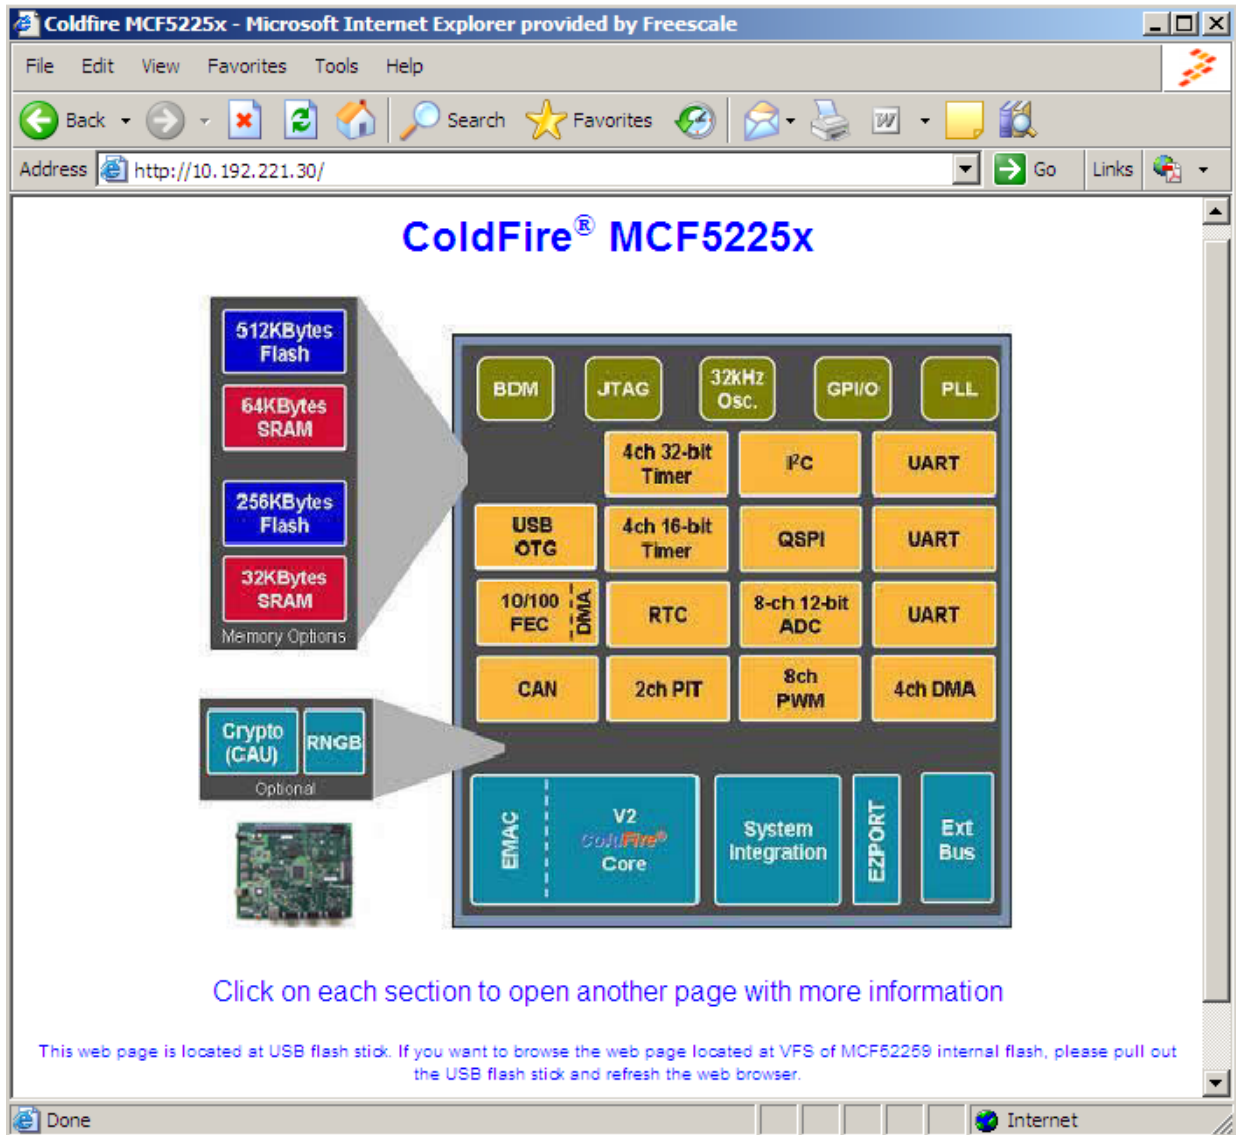 Coldfire MCF5225x - Microsoft Internet Explorer provided by Freescale
File Edit View Favorites Tools Help
Back Search Favorites
Address http://10.192.221.30/ Go Links
ColdFire® MCF5225x
512KBytes
Flash
64KBytes
SRAM
256KBytes
Flash
32KBytes
SRAM
Memory Options
Crypto
(CAU)
RNGB
Optional
BDM
JTAG
32kHz
Osc.
GPI/O
PLL
4ch 32-bit
Timer
I²C
UART
USB
OTG
4ch 16-bit
Timer
QSPI
UART
10/100
FEC
DMA
RTC
8-ch 12-bit
ADC
UART
CAN
2ch PIT
8ch
PWM
4ch DMA
EMAC
V2
ColdFire®
Core
System
Integration
EZPORT
Ext
Bus
Click on each section to open another page with more information
This web page is located at USB flash stick. If you want to browse the web page located at VFS of MCF52259 internal flash, please pull out
the USB flash stick and refresh the web browser.
Done Internet